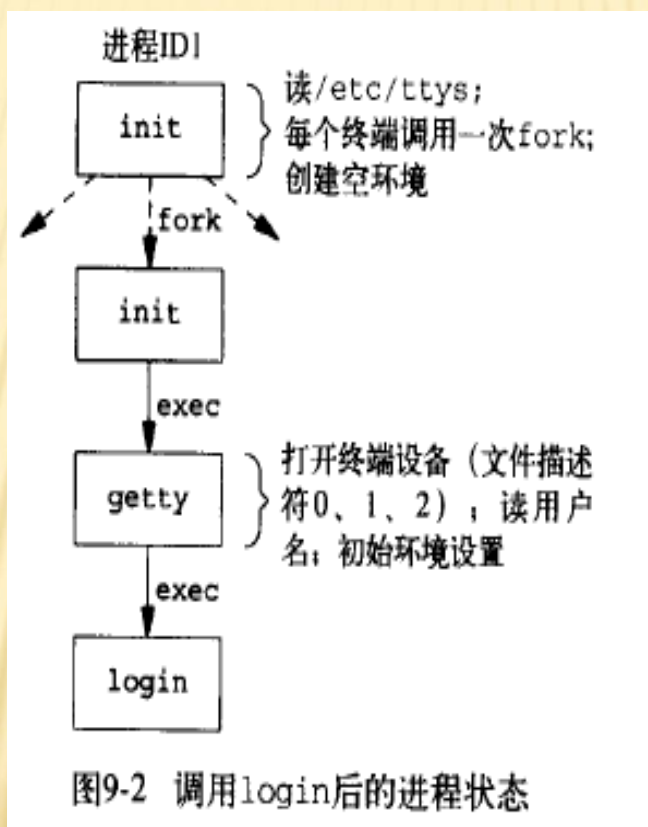 进程ID1
init
读/etc/ttys;
每个终端调用一次fork;
创建空环境
fork
init
exec
getty
打开终端设备（文件描述
符0、1、2）; 读用户
名; 初始环境设置
exec
login
图9-2 调用login后的进程状态